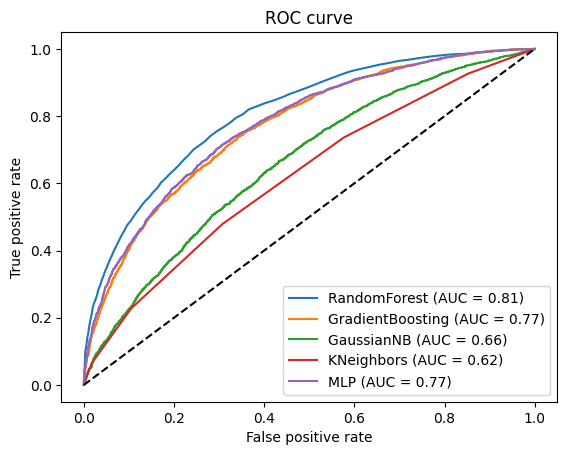 ROC curve
True positive rate
1.0
0.8
0.6
0.4
0.2
0.0
RandomForest (AUC = 0.81)
GradientBoosting (AUC = 0.77)
GaussianNB (AUC = 0.66)
KNeighbors (AUC = 0.62)
MLP (AUC = 0.77)
0.0 0.2 0.4 0.6 0.8 1.0
False positive rate